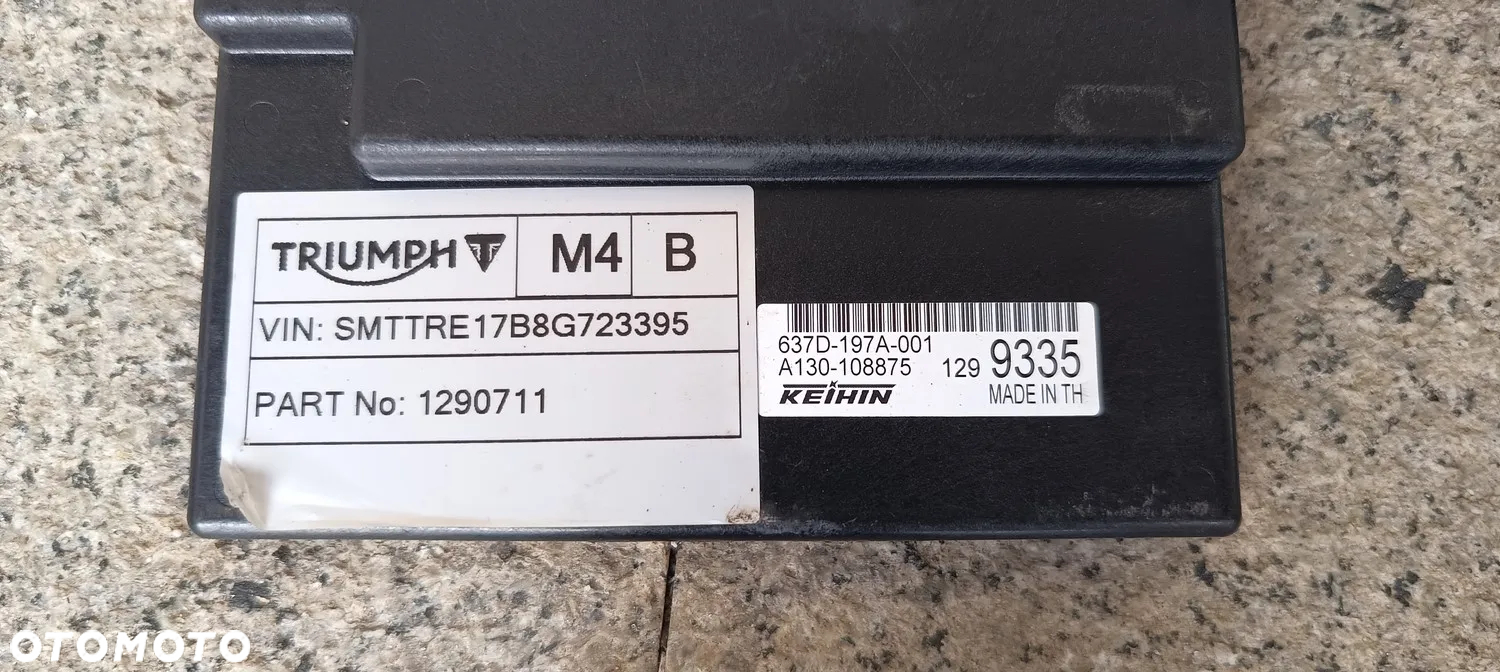 TRIUMPH M4 B
VIN: SMTTRE17B8G723395
PART No: 1290711
637D-197A-001
A130-108875 129 9335
KEIHIN MADE IN TH
OTOMOTO